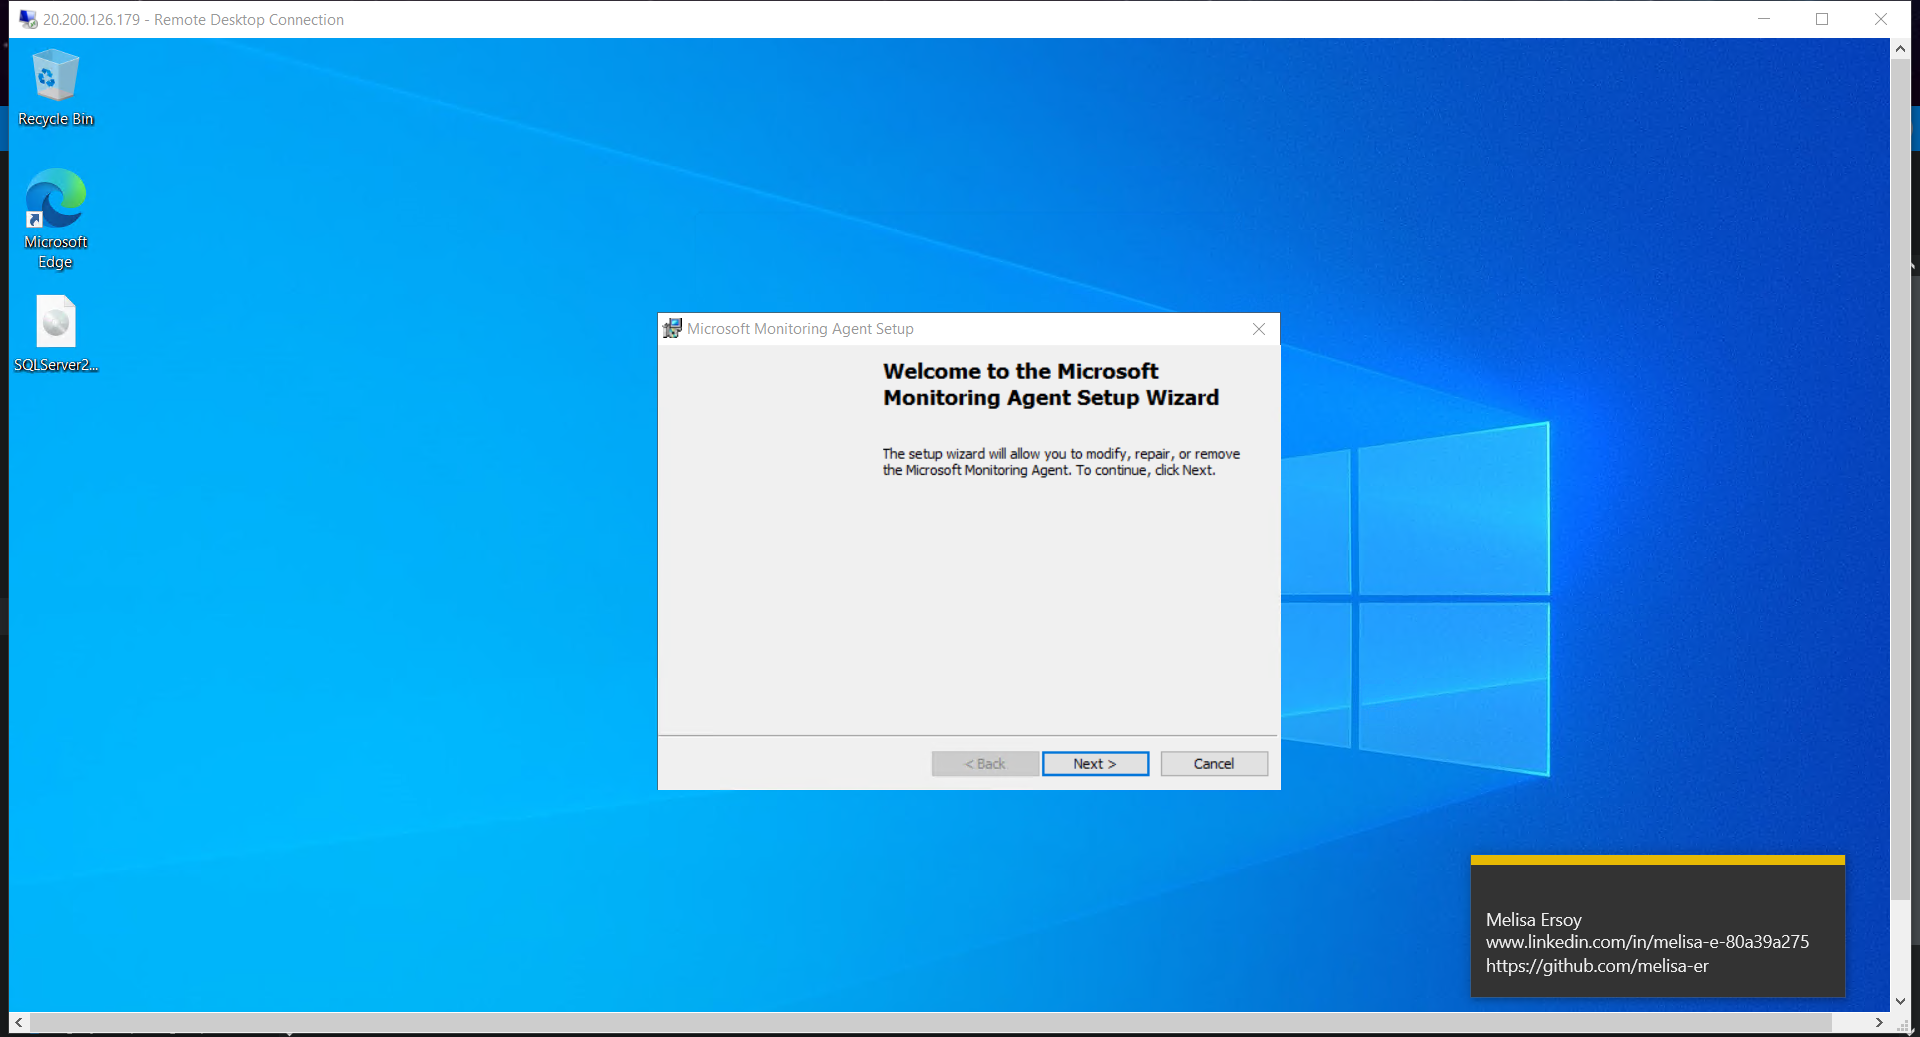 20.200.126.179 - Remote Desktop Connection
Recycle Bin
Microsoft
Edge
SQLServer2...
Microsoft Monitoring Agent Setup
Welcome to the Microsoft
Monitoring Agent Setup Wizard
The setup wizard will allow you to modify, repair, or remove
the Microsoft Monitoring Agent. To continue, click Next.
< Back
Next >
Cancel
Melisa Ersoy
www.linkedin.com/in/melisa-e-80a39a275
https://github.com/melisa-er